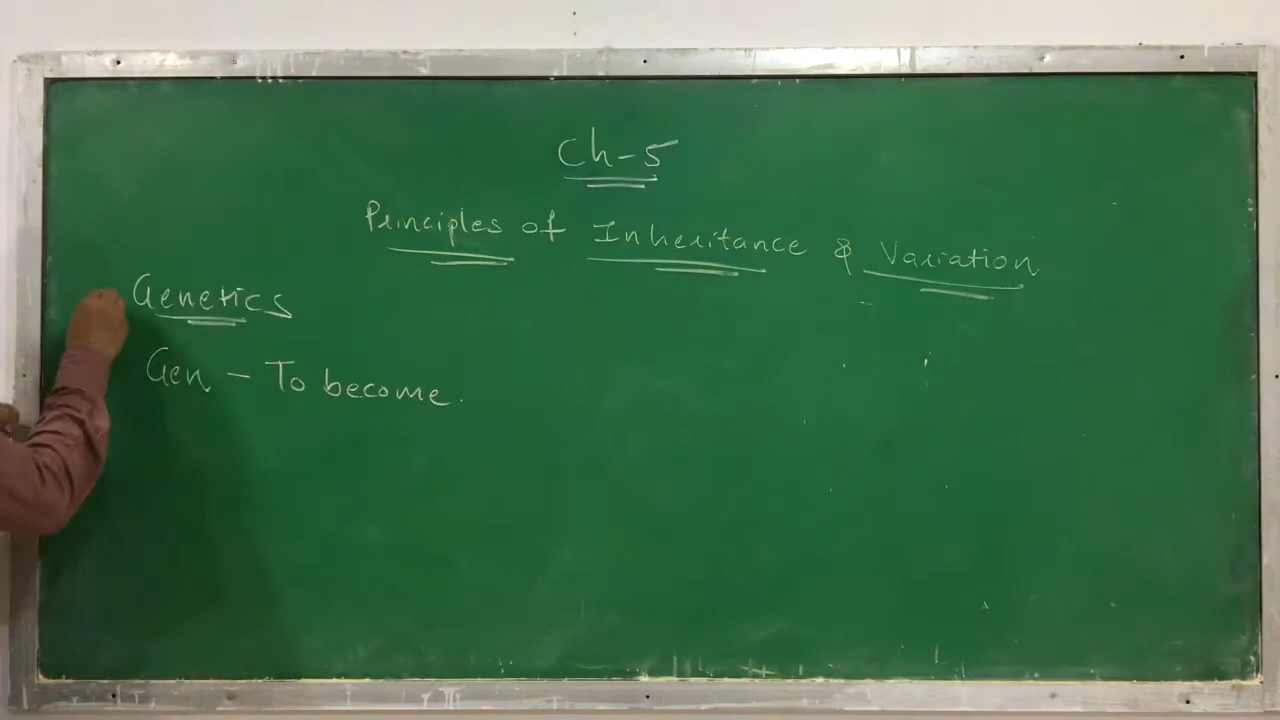 Ch-5
Principles of Inheritance & Variation
Genetics
Gen - To become.